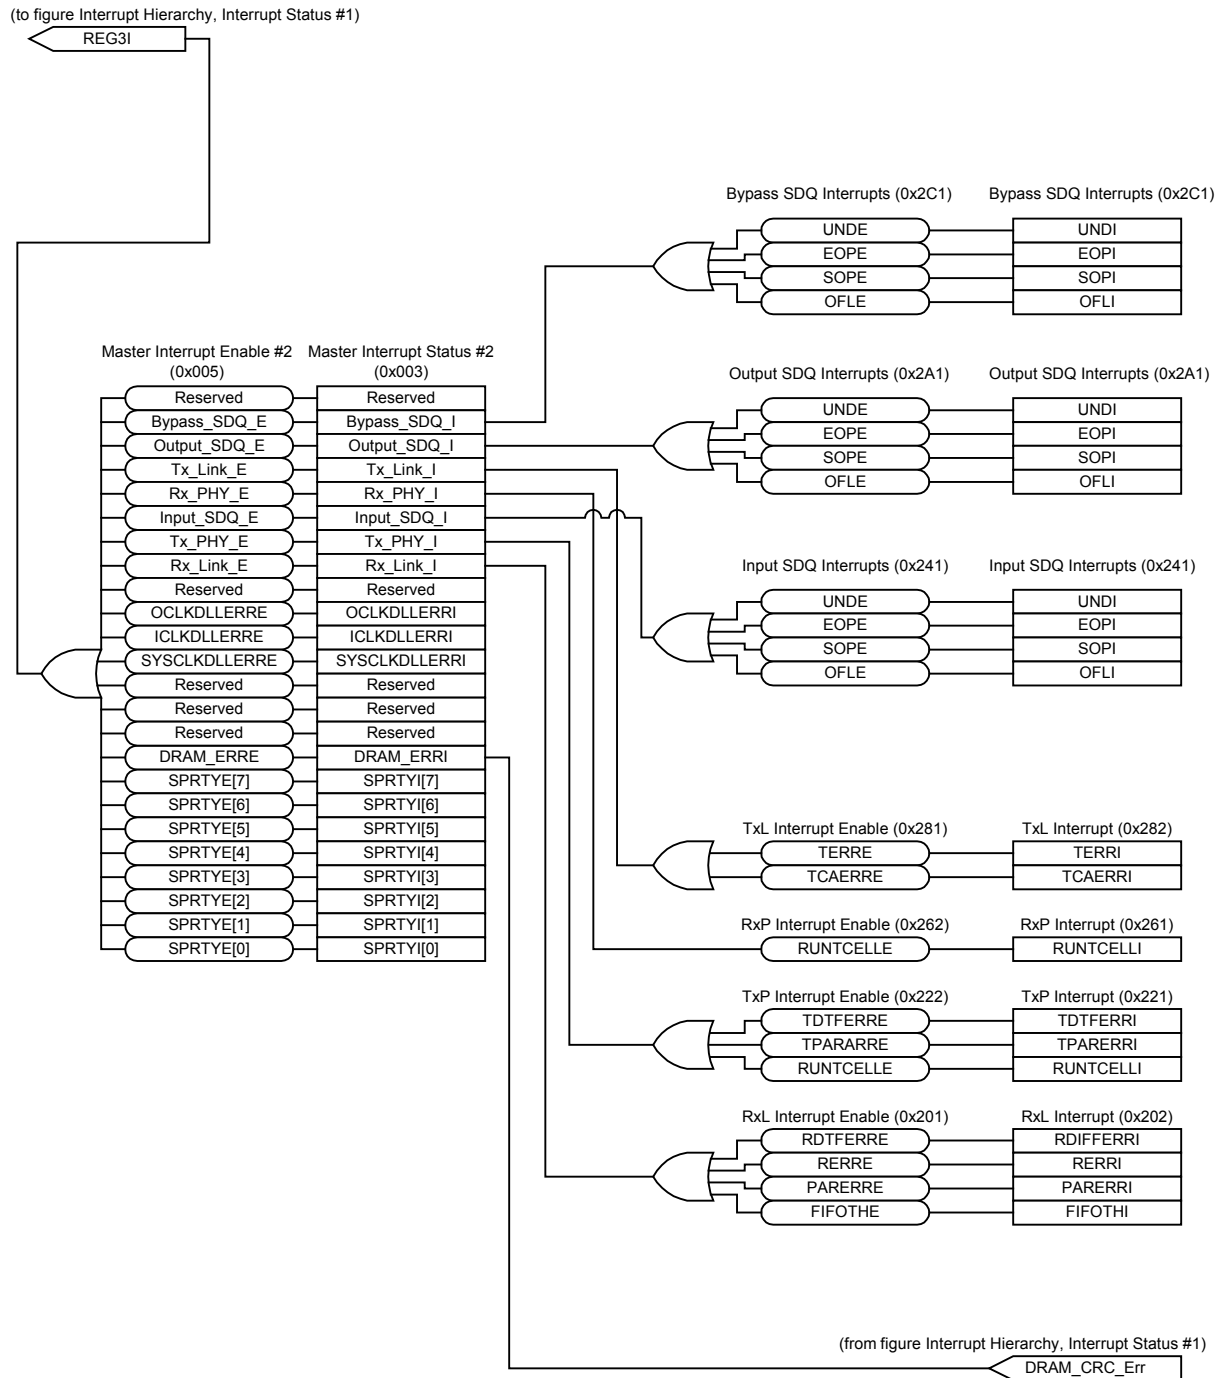 (to figure Interrupt Hierarchy, Interrupt Status #1)
REG3I
Bypass SDQ Interrupts (0x2C1) Bypass SDQ Interrupts (0x2C1)
UNDE UNDI
EOPE EOPI
SOPE SOPI
OFLE OFLI
Master Interrupt Enable #2 Master Interrupt Status #2
(0x005) (0x003)
Reserved Reserved
Bypass_SDQ_E Bypass_SDQ_I
Output_SDQ_E Output_SDQ_I
Tx_Link_E Tx_Link_I
Rx_PHY_E Rx_PHY_I
Input_SDQ_E Input_SDQ_I
Tx_PHY_E Tx_PHY_I
Rx_Link_E Rx_Link_I
Reserved Reserved
OCLKDLLERRE OCLKDLLERRI
ICLKDLLERRE ICLKDLLERRI
SYSCLKDLLERRE SYSCLKDLLERRI
Reserved Reserved
Reserved Reserved
Reserved Reserved
DRAM_ERRE DRAM_ERRI
SPRTYE[7] SPRTYI[7]
SPRTYE[6] SPRTYI[6]
SPRTYE[5] SPRTYI[5]
SPRTYE[4] SPRTYI[4]
SPRTYE[3] SPRTYI[3]
SPRTYE[2] SPRTYI[2]
SPRTYE[1] SPRTYI[1]
SPRTYE[0] SPRTYI[0]
Output SDQ Interrupts (0x2A1) Output SDQ Interrupts (0x2A1)
UNDE UNDI
EOPE EOPI
SOPE SOPI
OFLE OFLI
Input SDQ Interrupts (0x241) Input SDQ Interrupts (0x241)
UNDE UNDI
EOPE EOPI
SOPE SOPI
OFLE OFLI
TxL Interrupt Enable (0x281) TxL Interrupt (0x282)
TERRE TERRI
TCAERRE TCAERRI
RxP Interrupt Enable (0x262) RxP Interrupt (0x261)
RUNTCELLE RUNTCELLI
TxP Interrupt Enable (0x222) TxP Interrupt (0x221)
TDTFERRE TDTFERRI
TPARARRE TPARERRI
RUNTCELLE RUNTCELLI
RxL Interrupt Enable (0x201) RxL Interrupt (0x202)
RDTFERRE RDIFFERRI
RERRE RERRI
PARERRE PARERRI
FIFOTHE FIFOTHI
(from figure Interrupt Hierarchy, Interrupt Status #1)
DRAM_CRC_Err